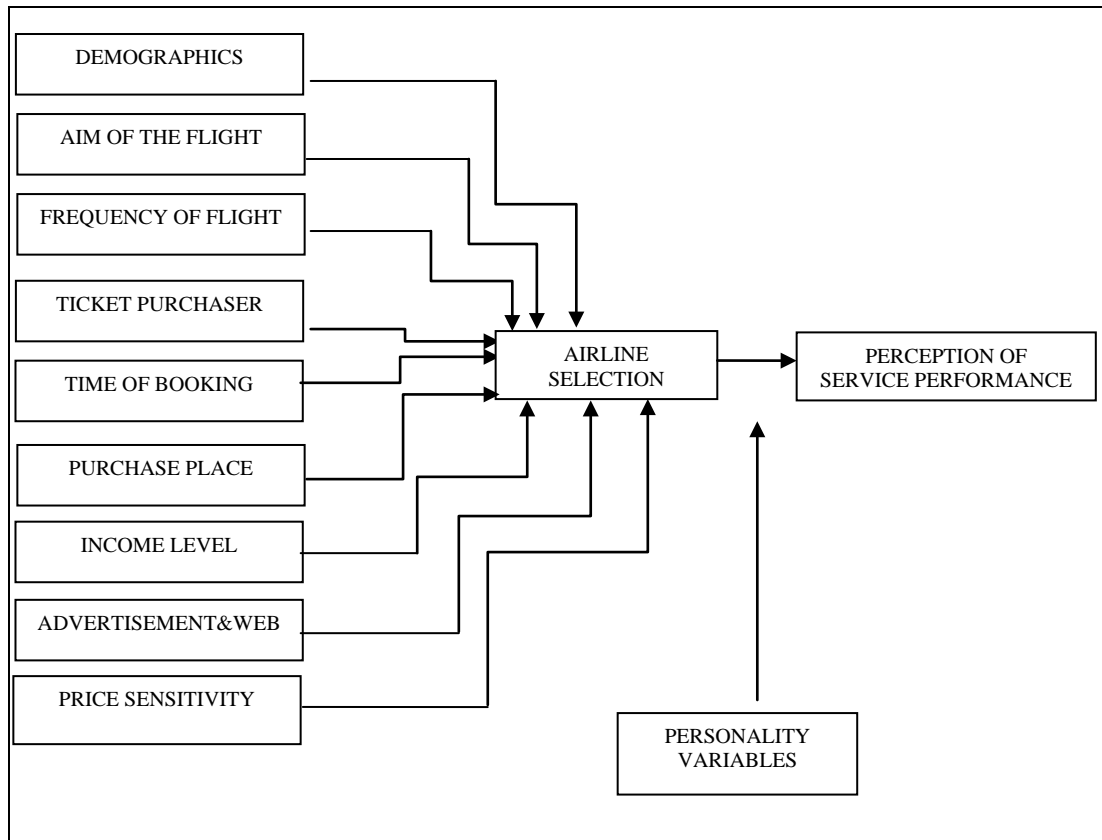 DEMOGRAPHICS
AIM OF THE FLIGHT
FREQUENCY OF FLIGHT
TICKET PURCHASER
TIME OF BOOKING
PURCHASE PLACE
INCOME LEVEL
ADVERTISEMENT&WEB
PRICE SENSITIVITY
AIRLINE
SELECTION
PERCEPTION OF
SERVICE PERFORMANCE
PERSONALITY
VARIABLES